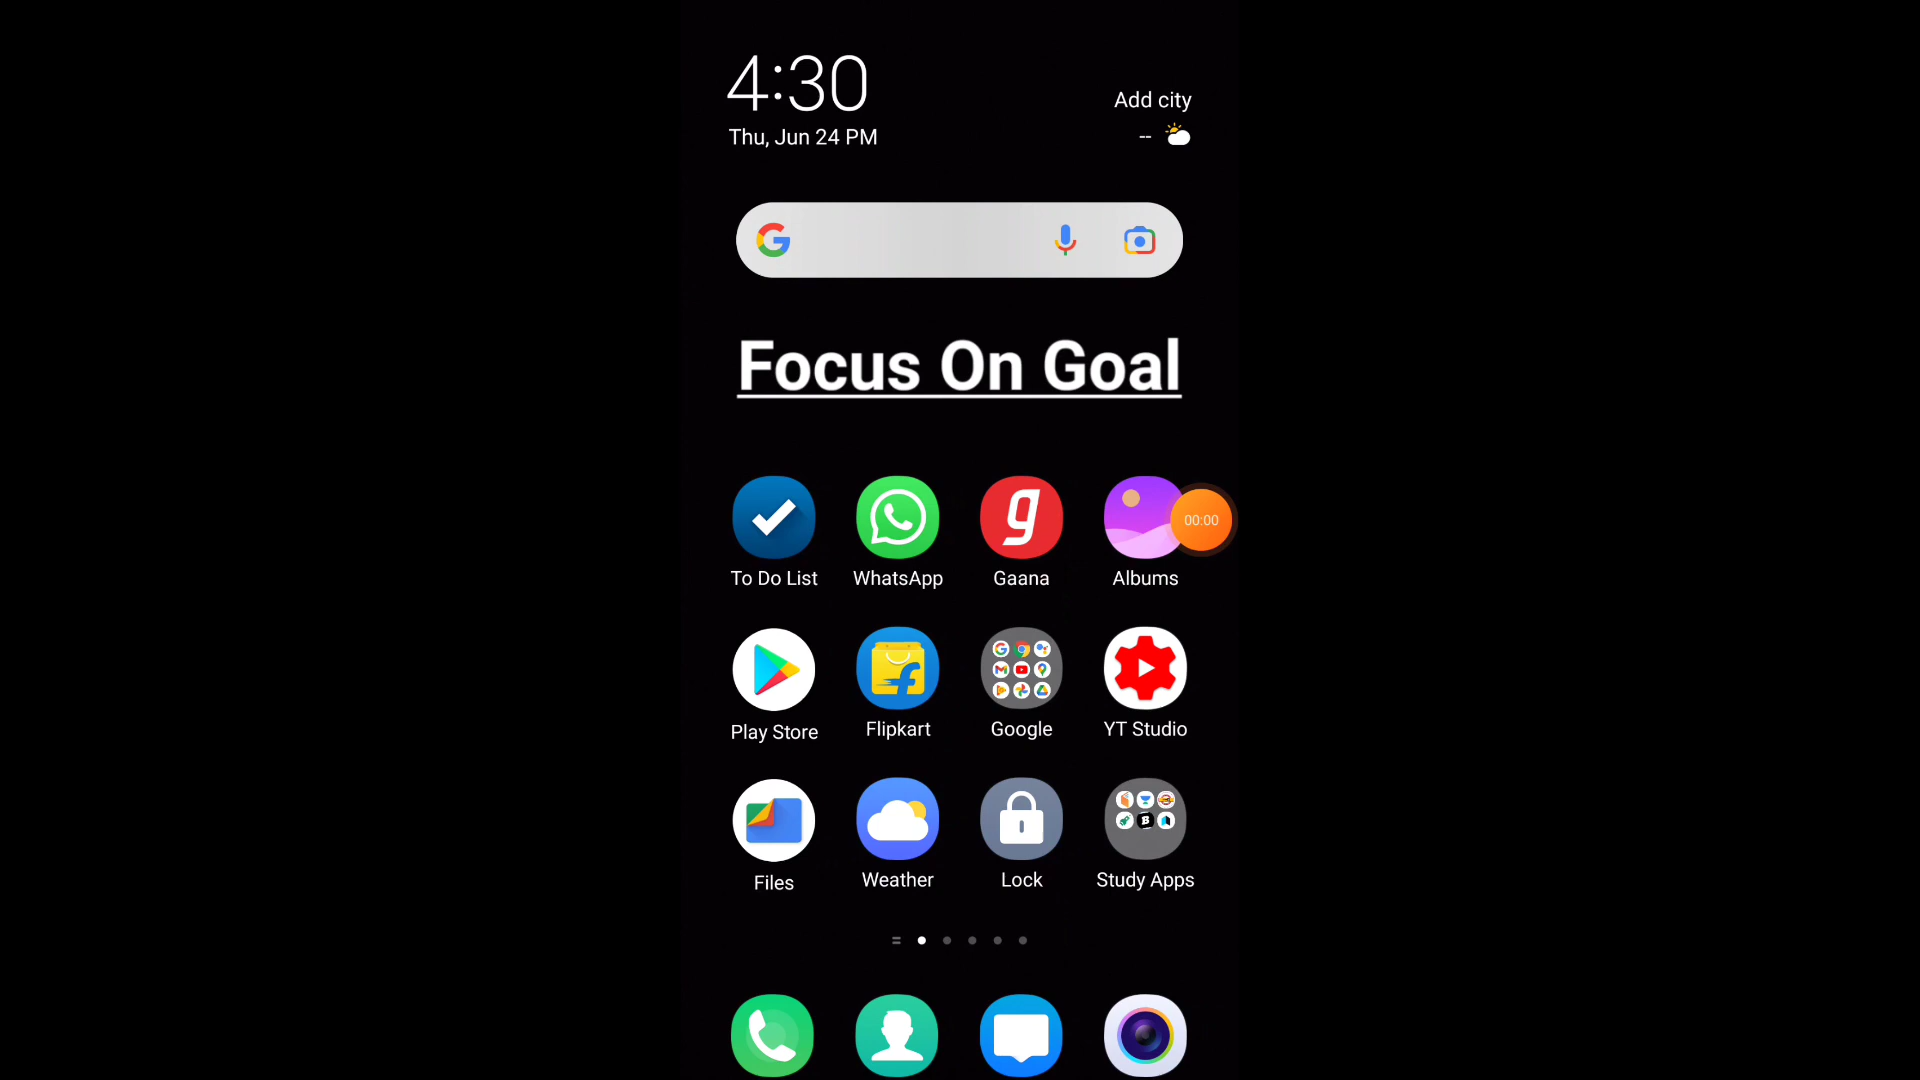 4:30
Thu, Jun 24 PM
Add city
--
Focus On Goal
00:00
To Do List
WhatsApp
Gaana
Albums
Play Store
Flipkart
Google
YT Studio
Files
Weather
Lock
Study Apps